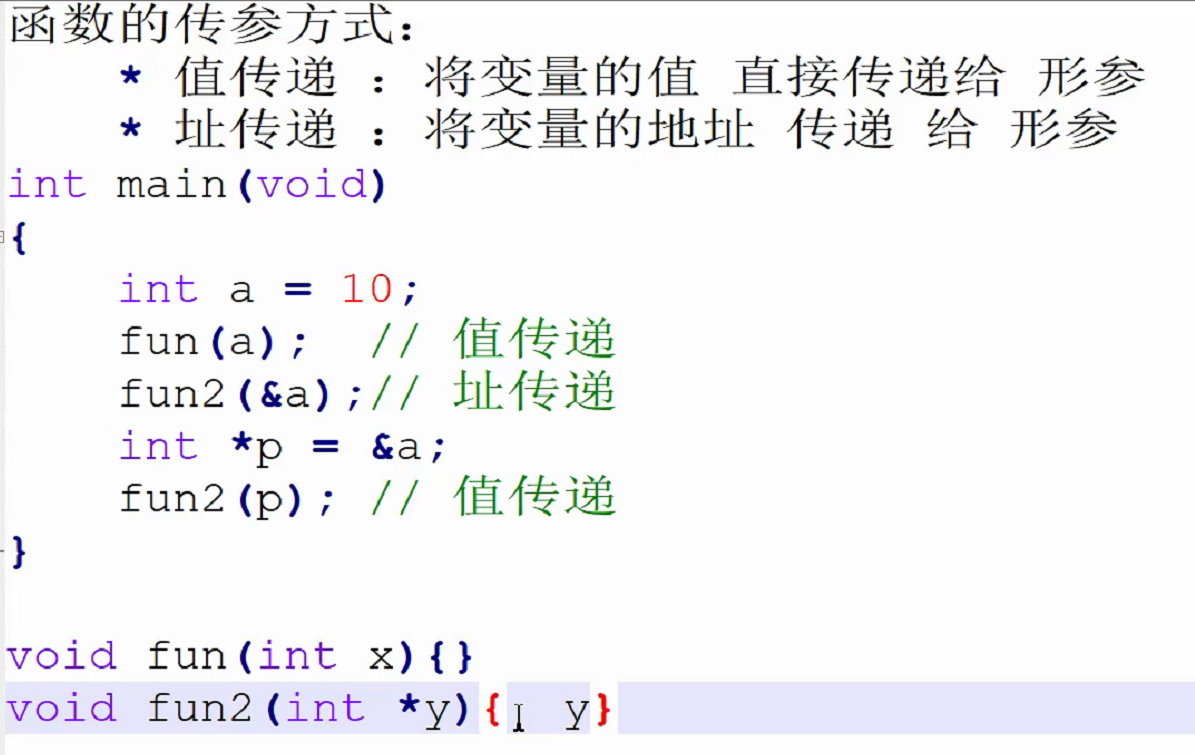 函数的传参方式：
* 值传递 ：将变量的值 直接传递给 形参
* 址传递 ：将变量的地址 传递 给 形参
int main(void)
{
int a = 10;
fun(a);  // 值传递
fun2(&a);// 址传递
int *p = &a;
fun2(p); // 值传递
}
void fun(int x){}
void fun2(int *y){  y}